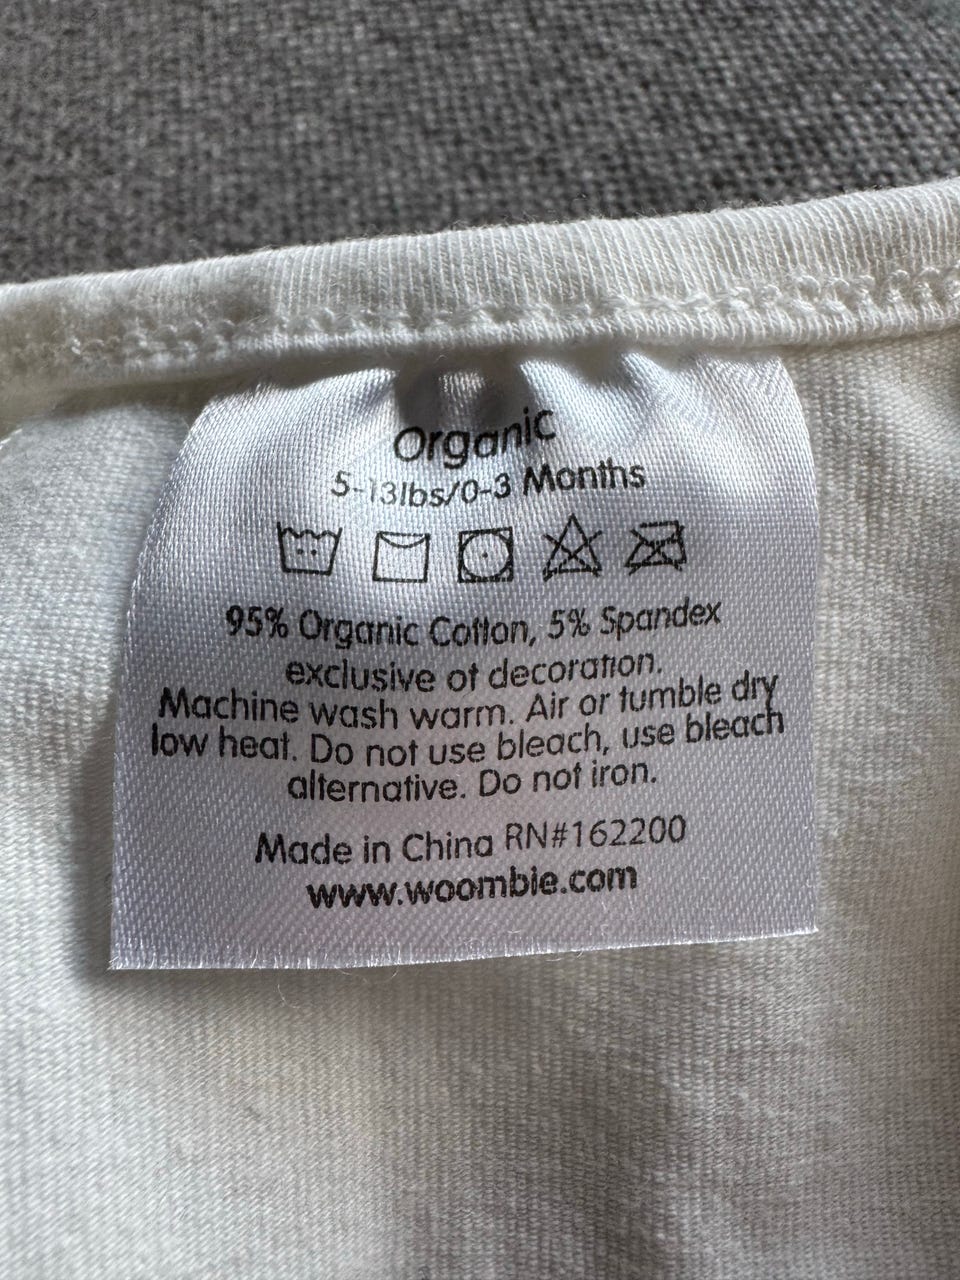 Organic
5-13lbs/0-3 Months
95% Organic Cotton, 5% Spandex
exclusive of decoration.
Machine wash warm. Air or tumble dry
low heat. Do not use bleach, use bleach
alternative. Do not iron.
Made in China RN#162200
www.woombie.com